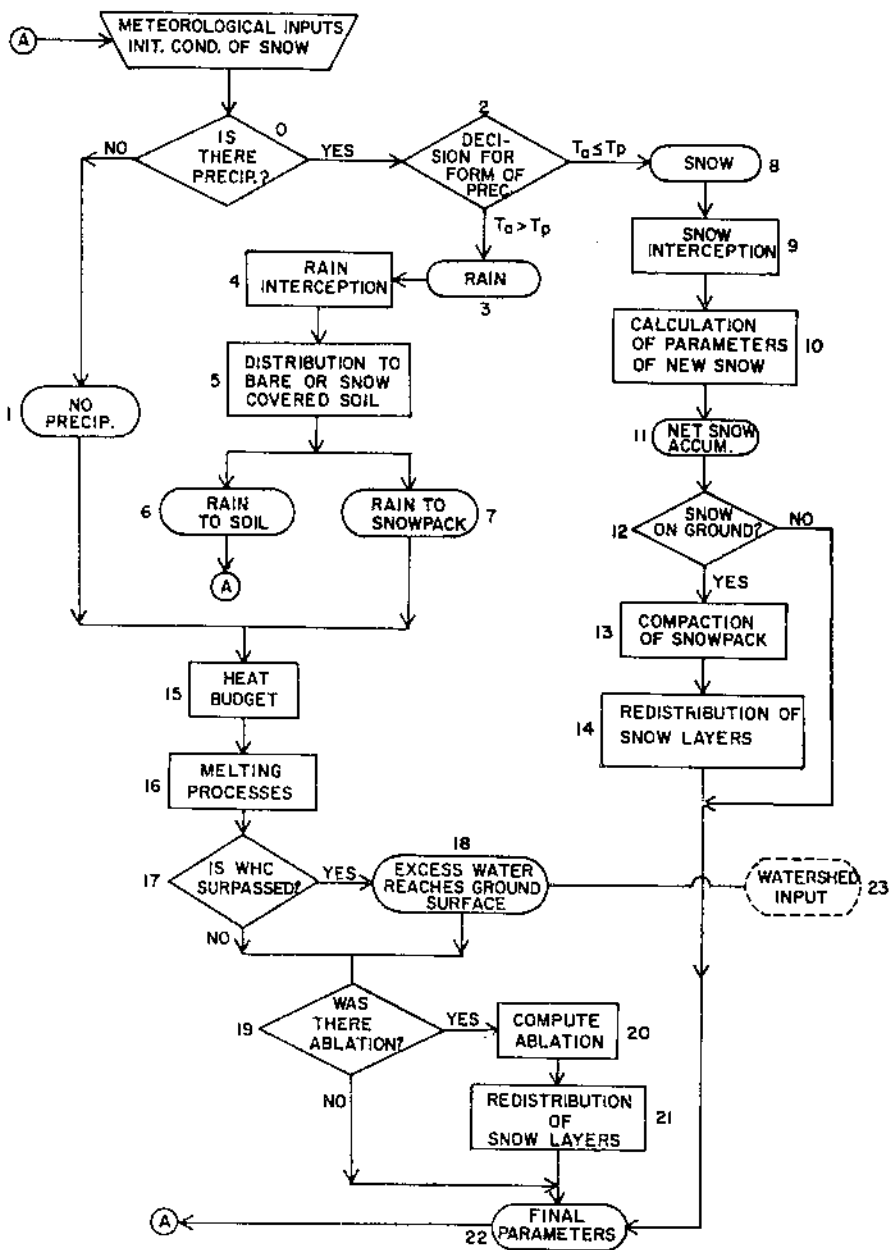 A
METEOROLOGICAL INPUTS
INIT. COND. OF SNOW
0
IS
THERE
PRECIP.?
NO
YES
2
DECI-
SION FOR
FORM OF
PREC.
Ta ≤ Tp
SNOW
8
Ta > Tp
SNOW
INTERCEPTION
9
4
RAIN
INTERCEPTION
RAIN
3
CALCULATION
OF PARAMETERS
OF NEW SNOW
10
5
DISTRIBUTION TO
BARE OR SNOW
COVERED SOIL
1
NO
PRECIP.
11
NET SNOW
ACCUM.
6
RAIN
TO SOIL
RAIN TO
SNOWPACK
7
12
SNOW
ON GROUND?
NO
YES
A
13
COMPACTION
OF SNOWPACK
15
HEAT
BUDGET
14
REDISTRIBUTION OF
SNOW LAYERS
16
MELTING
PROCESSES
17
IS WHC
SURPASSED?
YES
NO
18
EXCESS WATER
REACHES GROUND
SURFACE
WATERSHED
INPUT
23
19
WAS
THERE
ABLATION?
YES
NO
COMPUTE
ABLATION
20
REDISTRIBUTION
OF
SNOW LAYERS
21
A
22
FINAL
PARAMETERS